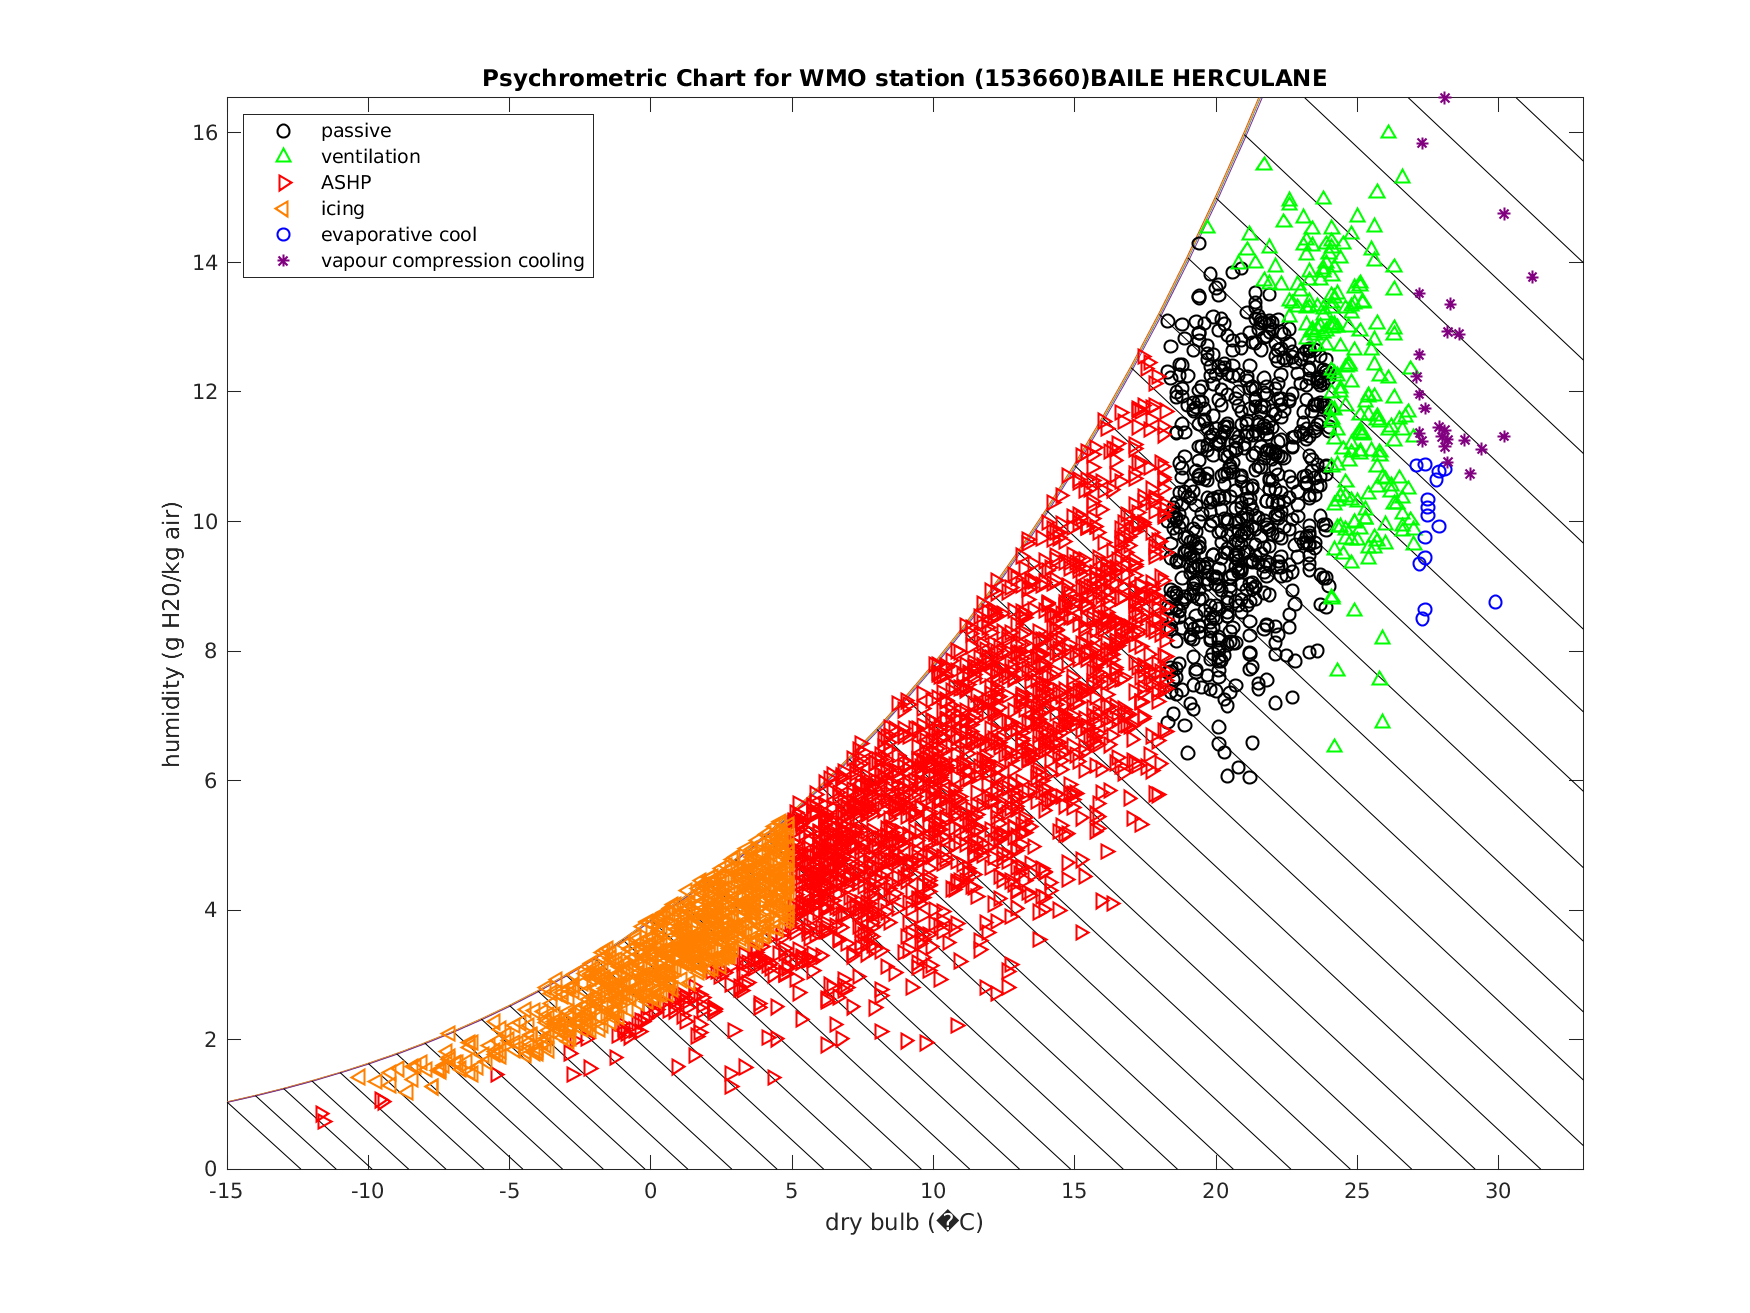 Psychrometric Chart for WMO station (153660)BAILE HERCULANE
passive
ventilation
ASHP
icing
evaporative cool
vapour compression cooling
humidity (g H20/kg air)
16
14
12
10
8
6
4
2
0
-15 -10 -5 0 5 10 15 20 25 30
dry bulb (�C)